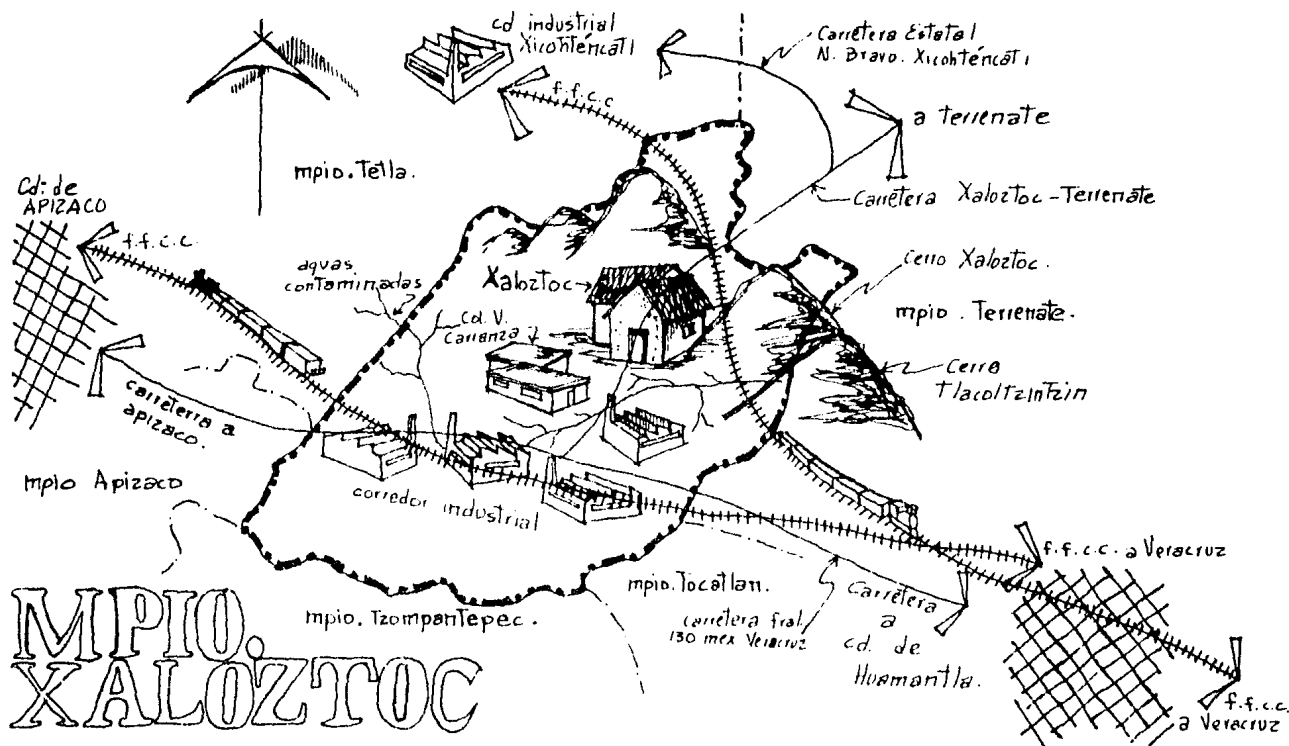 cd industrial
Xicohténcatl
Carretera Estatal
N. Bravo. Xicohténcatl
f.f.c.c
a terrenate
mpio. Tetla.
Cd. de
APIZACO
Carretera Xaloztoc - Terrenate
f.f.c.c.
aguas
contaminadas
Xaloztoc
cerro Xaloztoc.
mpio. Terrenate.
Cd. V.
Carranza
cerro
Tlacoltzintzin
carreterra a
apizaco.
mpio Apizaco
corredor industrial
f.f.c.c. a Veracruz
mpio. Tocatlan.
Carretera
a
cd. de
Huamantla.
carretera fral.
130 mex Veracruz
mpio. Tzompantepec.
MPIO.
XALOZTOC
f.f.c.c.
a Veracruz